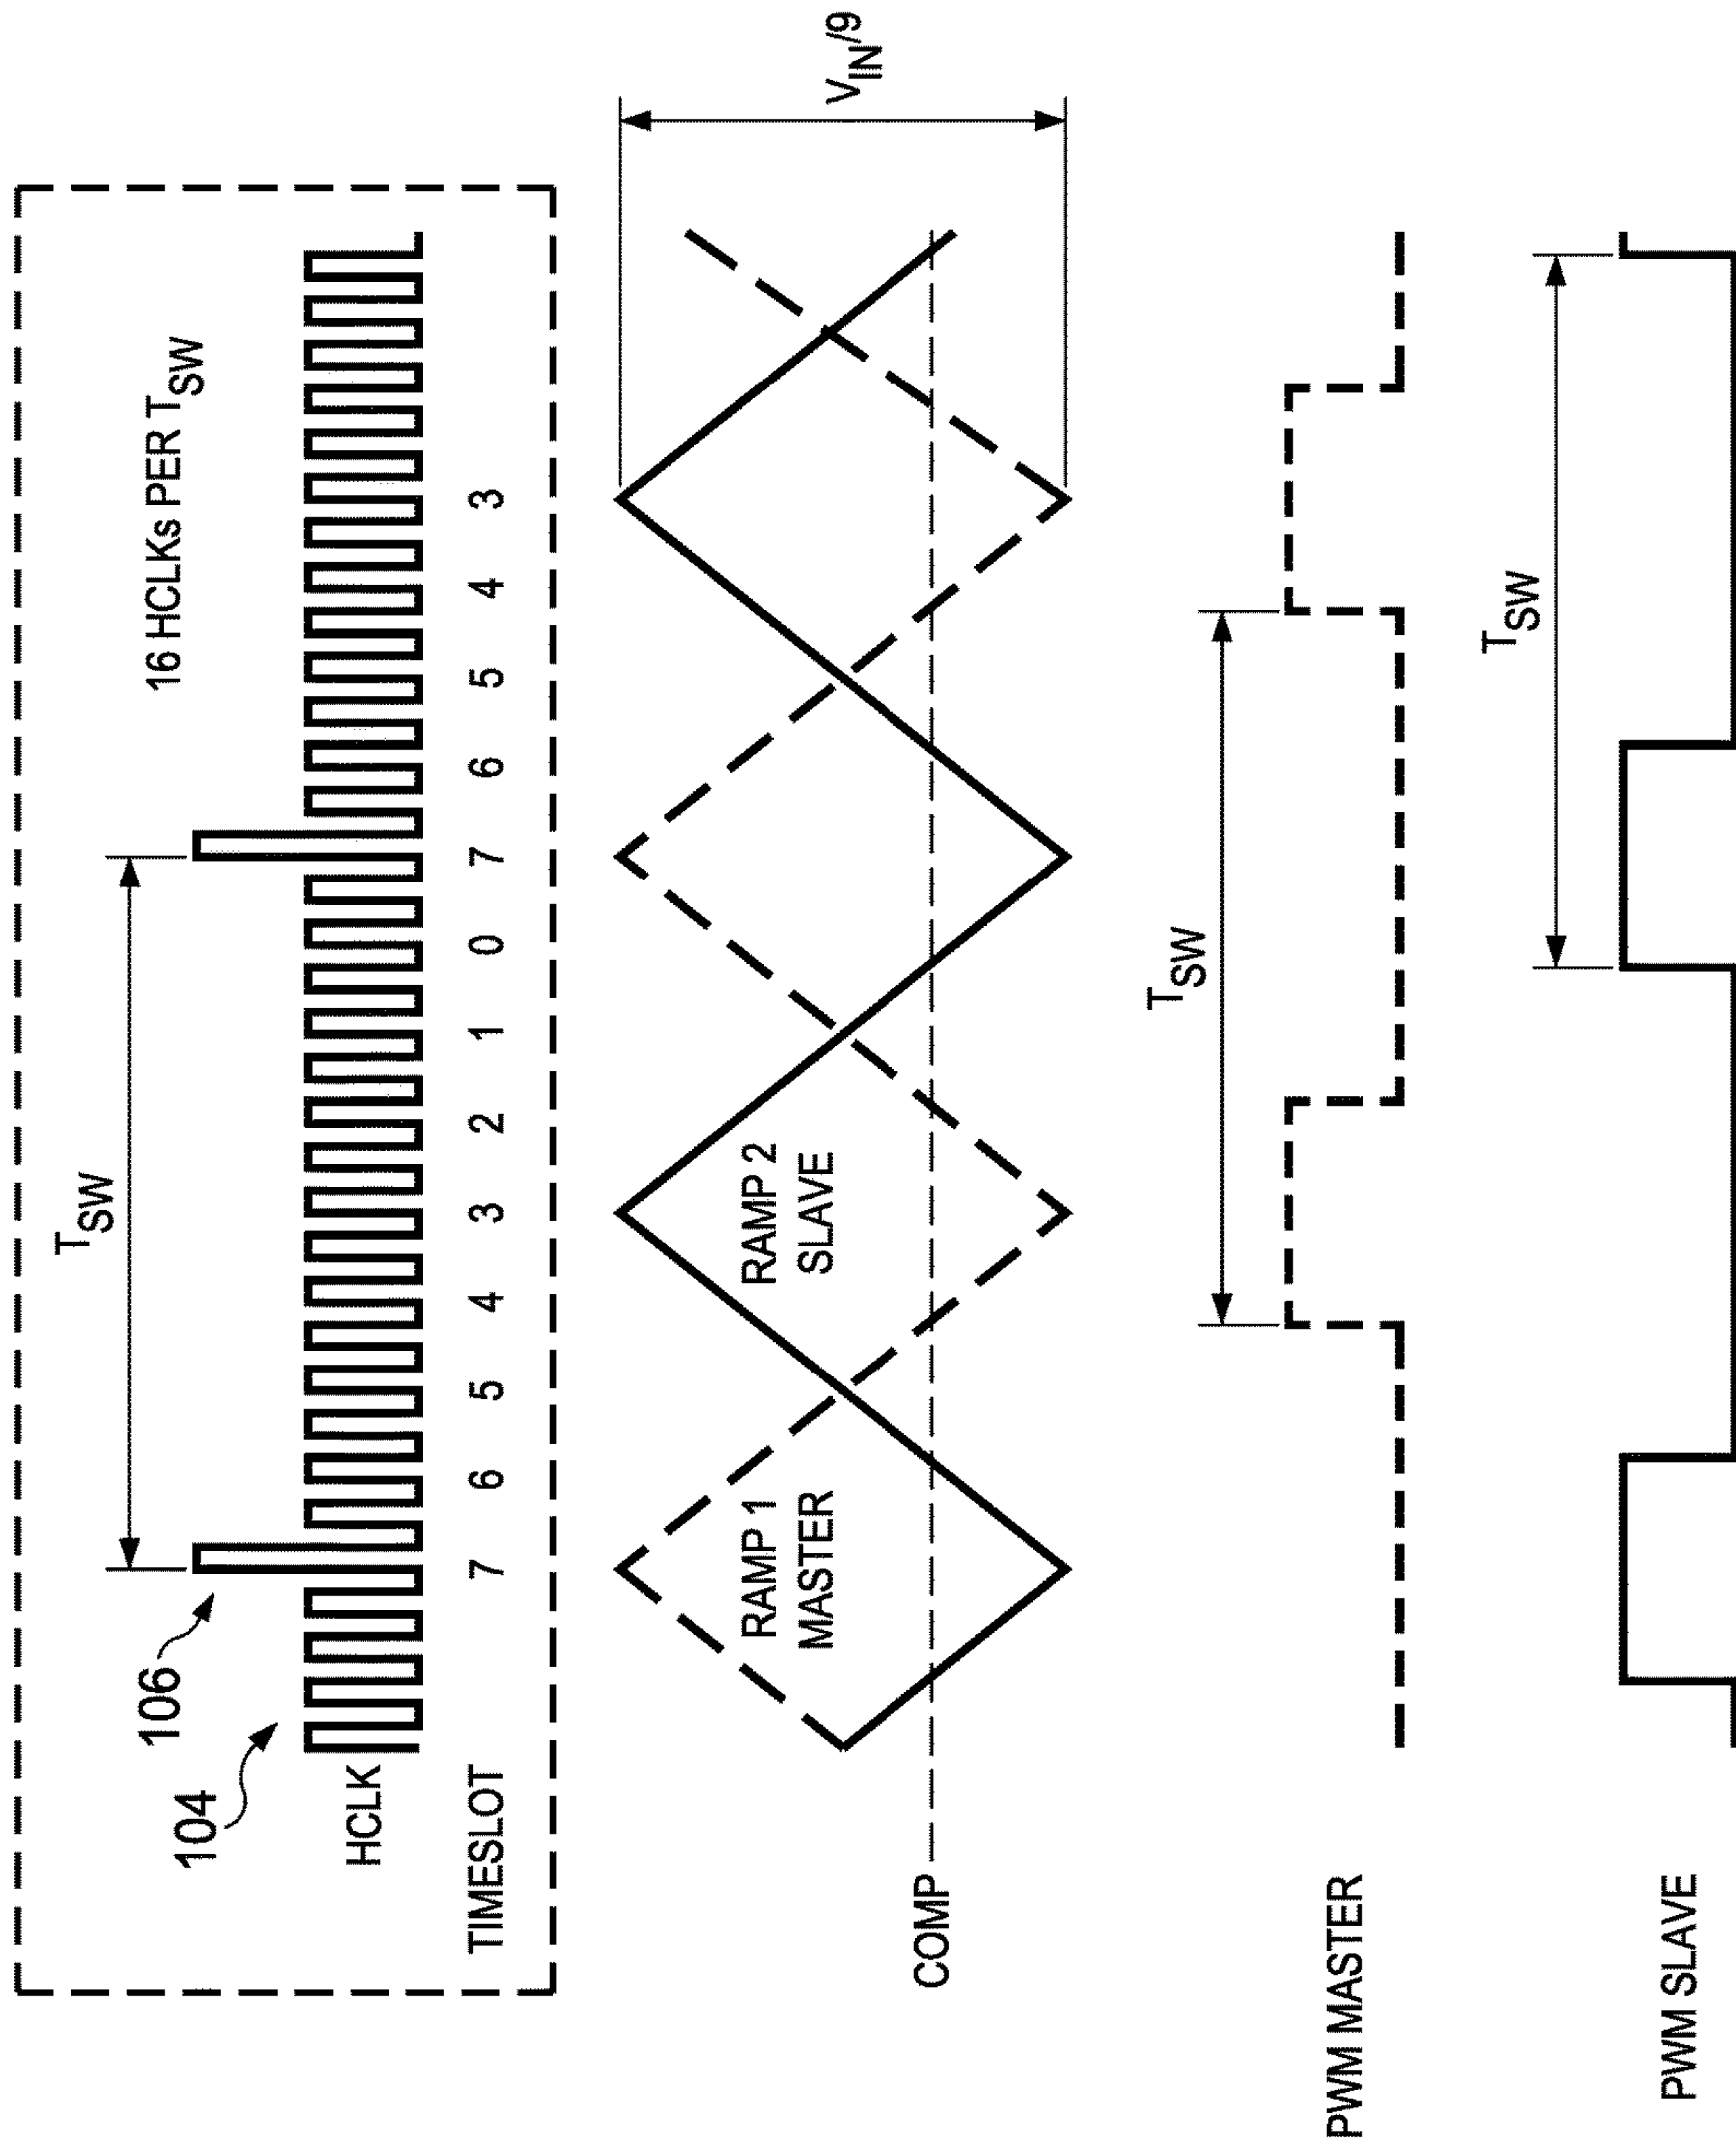 T_SW
16 HCLKs PER T_SW
106
104
HCLK
TIMESLOT 7 6 5 4 3 2 1 0 7 6 5 4 3
RAMP 1
MASTER
RAMP 2
SLAVE
V_IN/9
COMP
T_SW
PWM MASTER
T_SW
PWM SLAVE